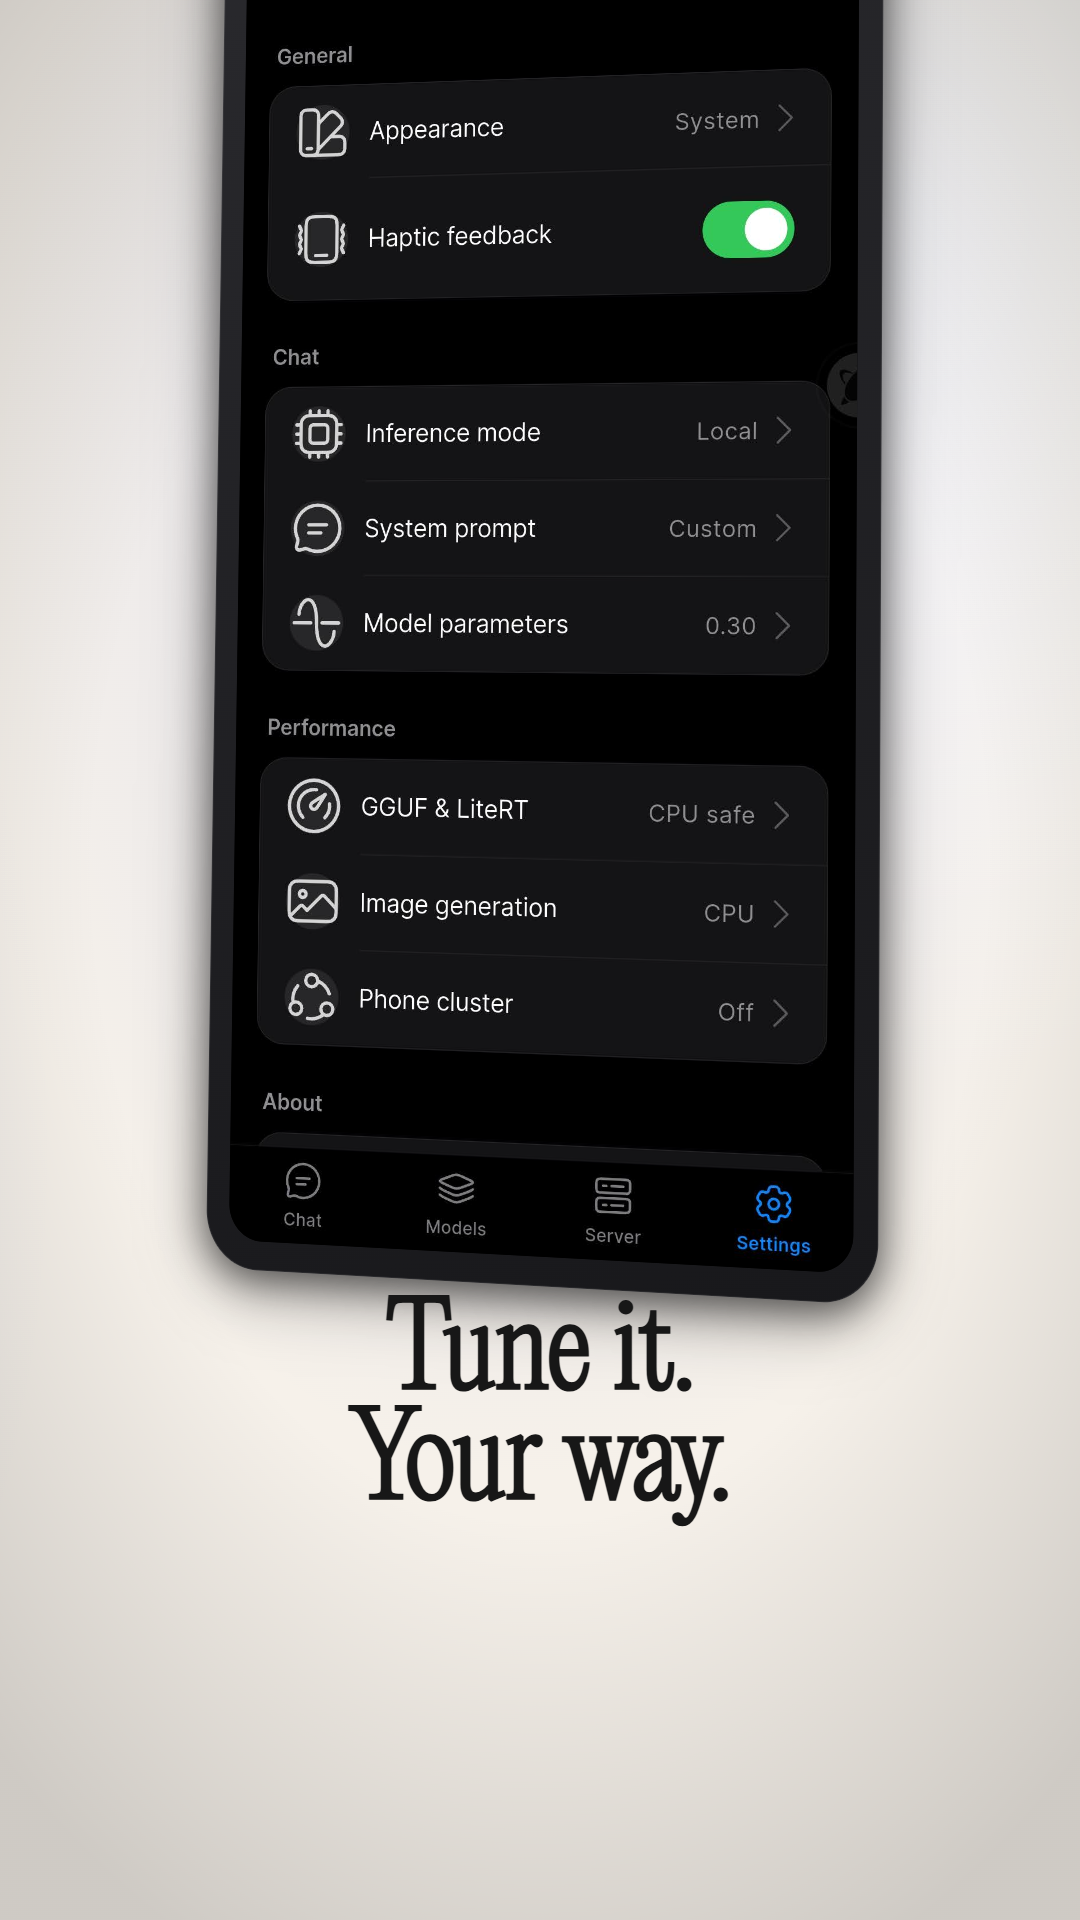 General
Appearance System
Haptic feedback
Chat
Inference mode Local
System prompt Custom
Model parameters 0.30
Performance
GGUF & LiteRT CPU safe
Image generation CPU
Phone cluster Off
About
Chat Models Server Settings
Tune it.
Your way.